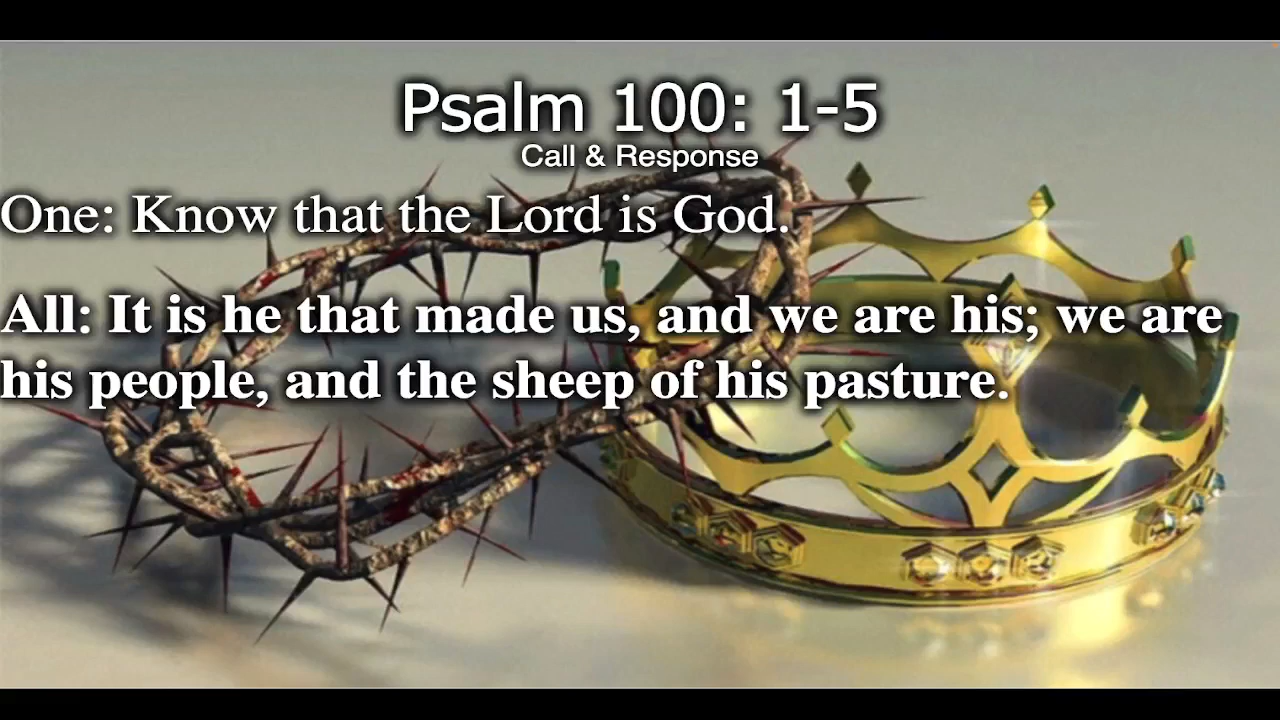 Psalm 100: 1-5
Call & Response
One: Know that the Lord is God.
All: It is he that made us, and we are his; we are
his people, and the sheep of his pasture.